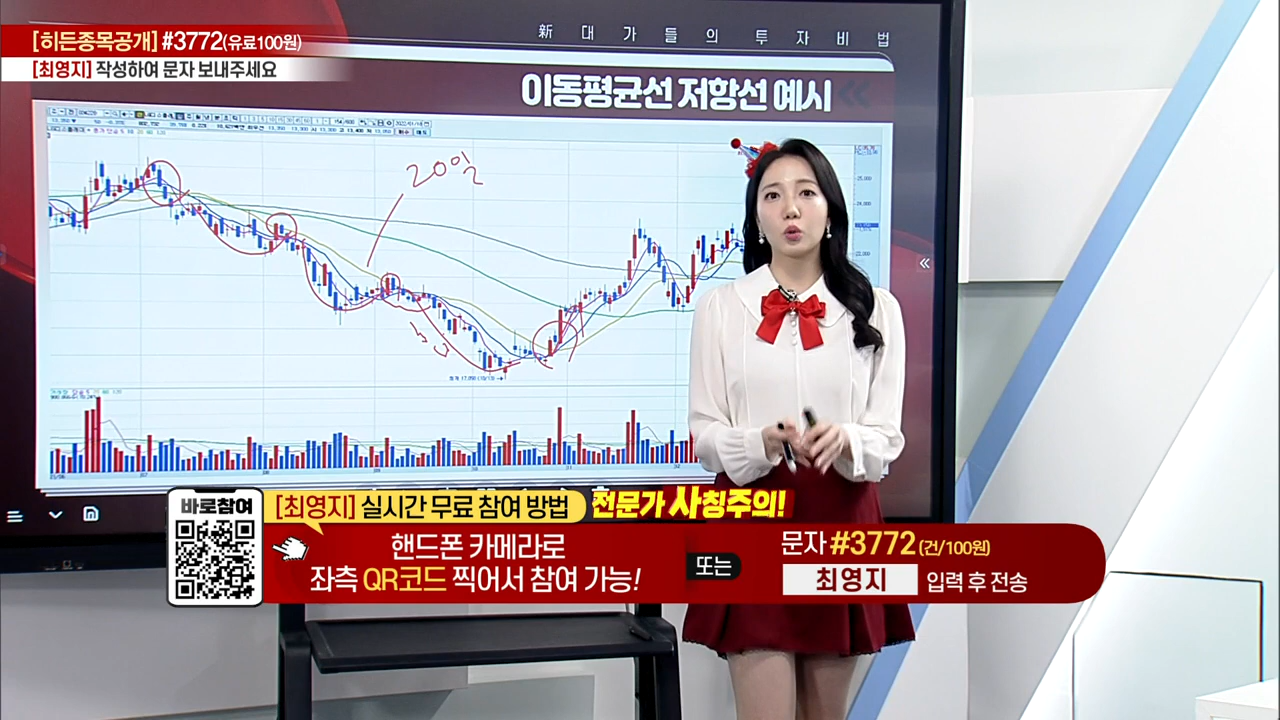 [히든종목공개] #3772(유료100원)
[최영지] 작성하여 문자 보내주세요
新 대 가 들 의 투 자 비 법
이동평균선 저항선 예시
20일
바로참여
[최영지] 실시간 무료 참여 방법
전문가 사칭주의!
핸드폰 카메라로
좌측 QR코드 찍어서 참여 가능!
또는
문자 #3772 (건/100원)
최영지 입력 후 전송